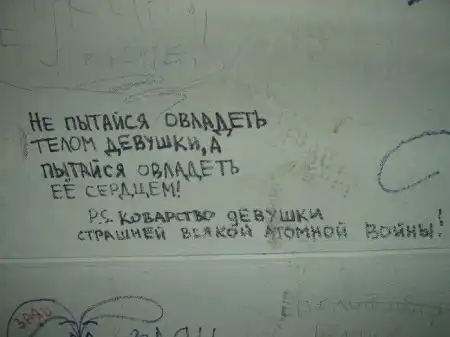 НЕ ПЫТАЙСЯ ОВЛАДЕТЬ
ТЕЛОМ ДЕВУШКИ, А
ПЫТАЙСЯ ОВЛАДЕТЬ
ЕЁ СЕРДЦЕМ!
P.S. КОВАРСТВО ДЕВУШКИ
СТРАШНЕЙ ВСЯКОЙ АТОМНОЙ ВОЙНЫ!